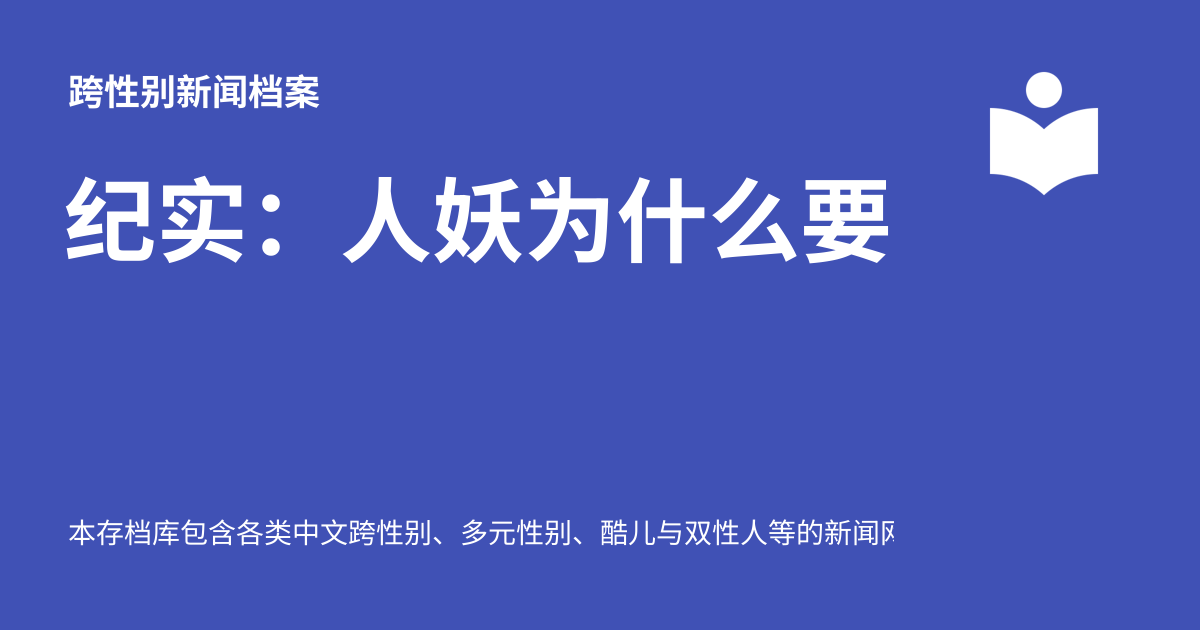 跨性别新闻档案
纪实：人妖为什么要
本存档库包含各类中文跨性别、多元性别、酷儿与双性人等的新闻网